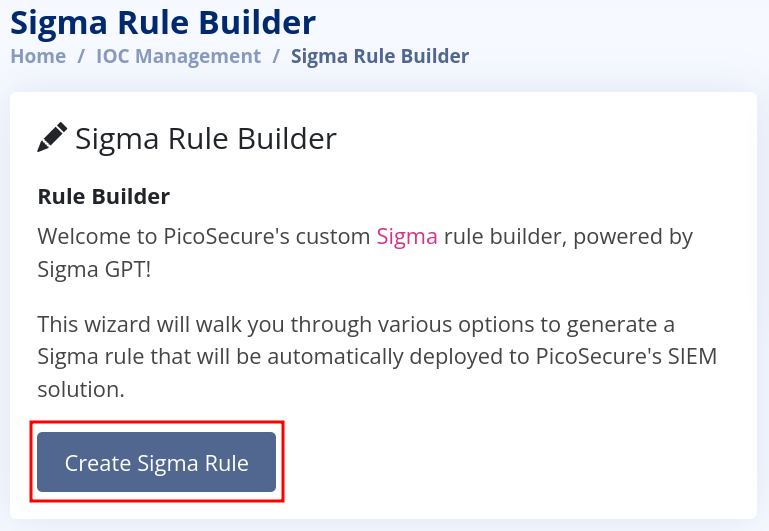 Sigma Rule Builder
Home / IOC Management / Sigma Rule Builder
Sigma Rule Builder
Rule Builder
Welcome to PicoSecure's custom Sigma rule builder, powered by
Sigma GPT!
This wizard will walk you through various options to generate a
Sigma rule that will be automatically deployed to PicoSecure's SIEM
solution.
Create Sigma Rule